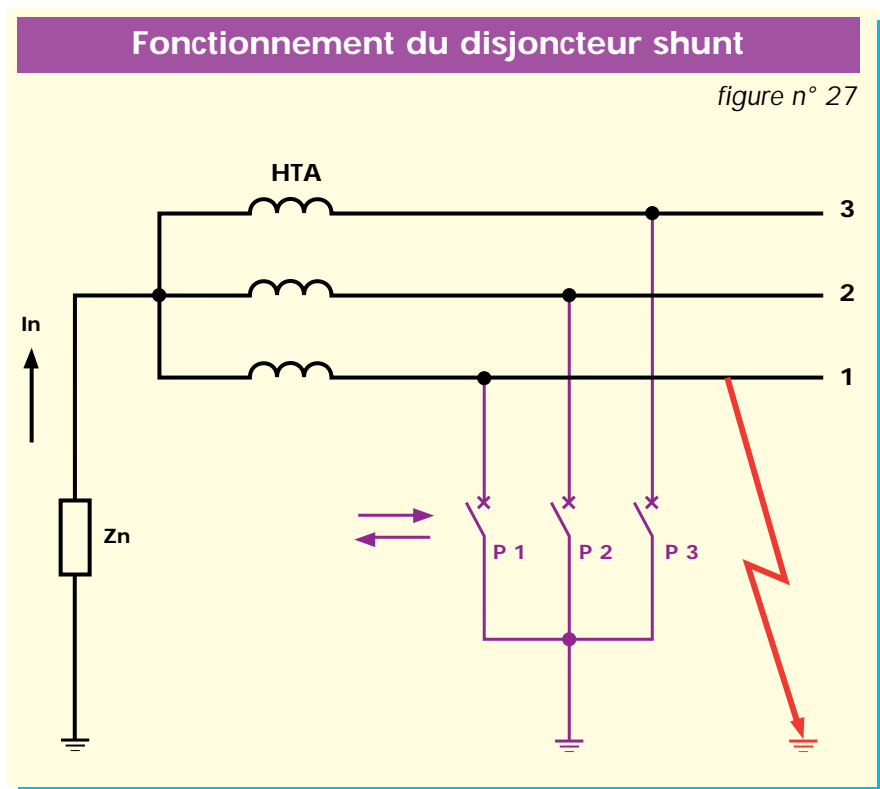 Fonctionnement du disjoncteur shunt
figure n° 27
HTA
3
2
In
1
Zn
P 1
P 2
P 3